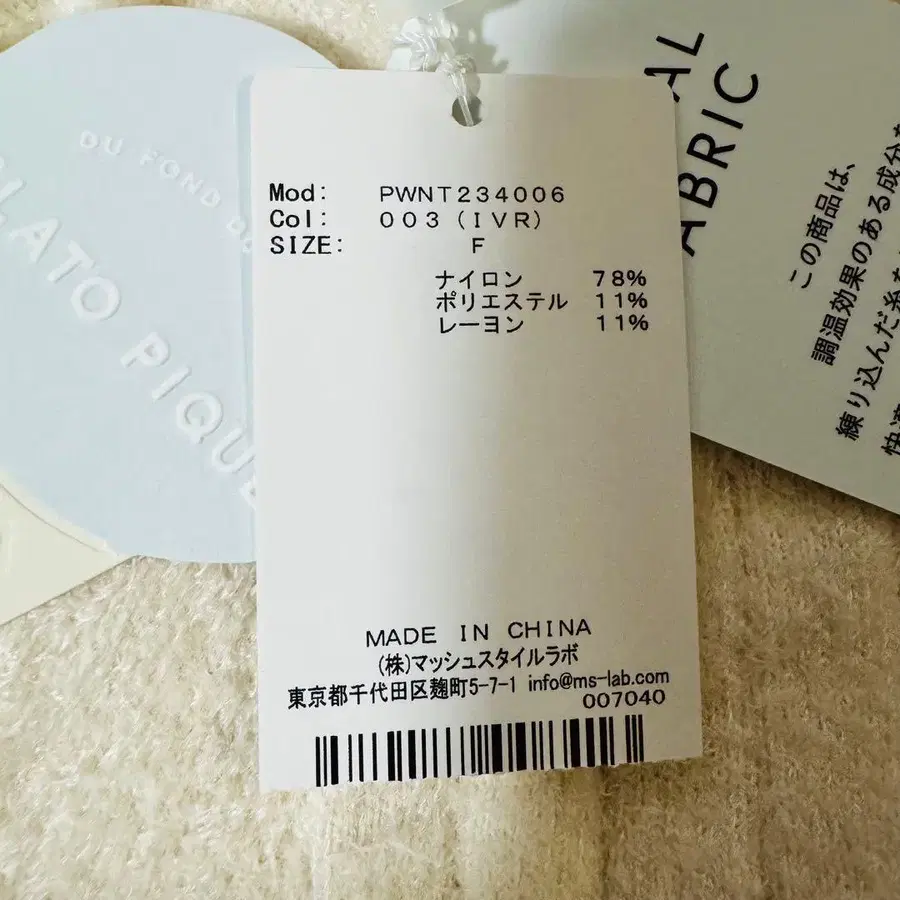 DU FOND DU
LATO PIQUE
Mod: PWNT234006
Col: 003(IVR)
SIZE: F
ナイロン 78%
ポリエステル 11%
レーヨン 11%
MADE IN CHINA
(株)マッシュスタイルラボ
東京都千代田区麹町5-7-1 info@ms-lab.com
007040
AL
ABRIC
この商品は、
調温効果のある成分を
練り込んだ糸を